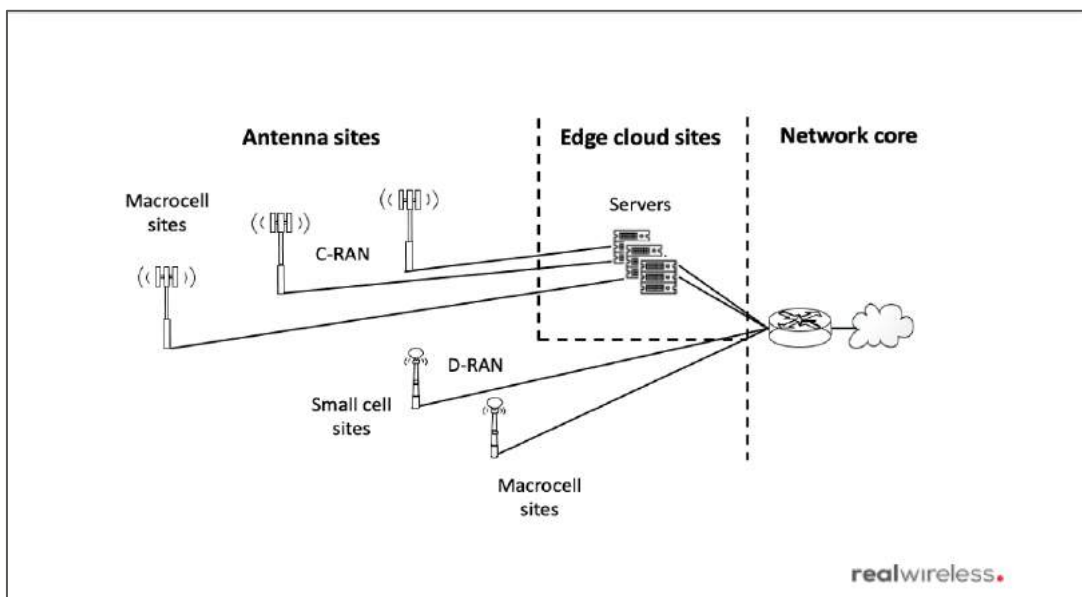 Antenna sites
Edge cloud sites
Network core
Macrocell
sites
C-RAN
Servers
D-RAN
Small cell
sites
Macrocell
sites
realwireless.